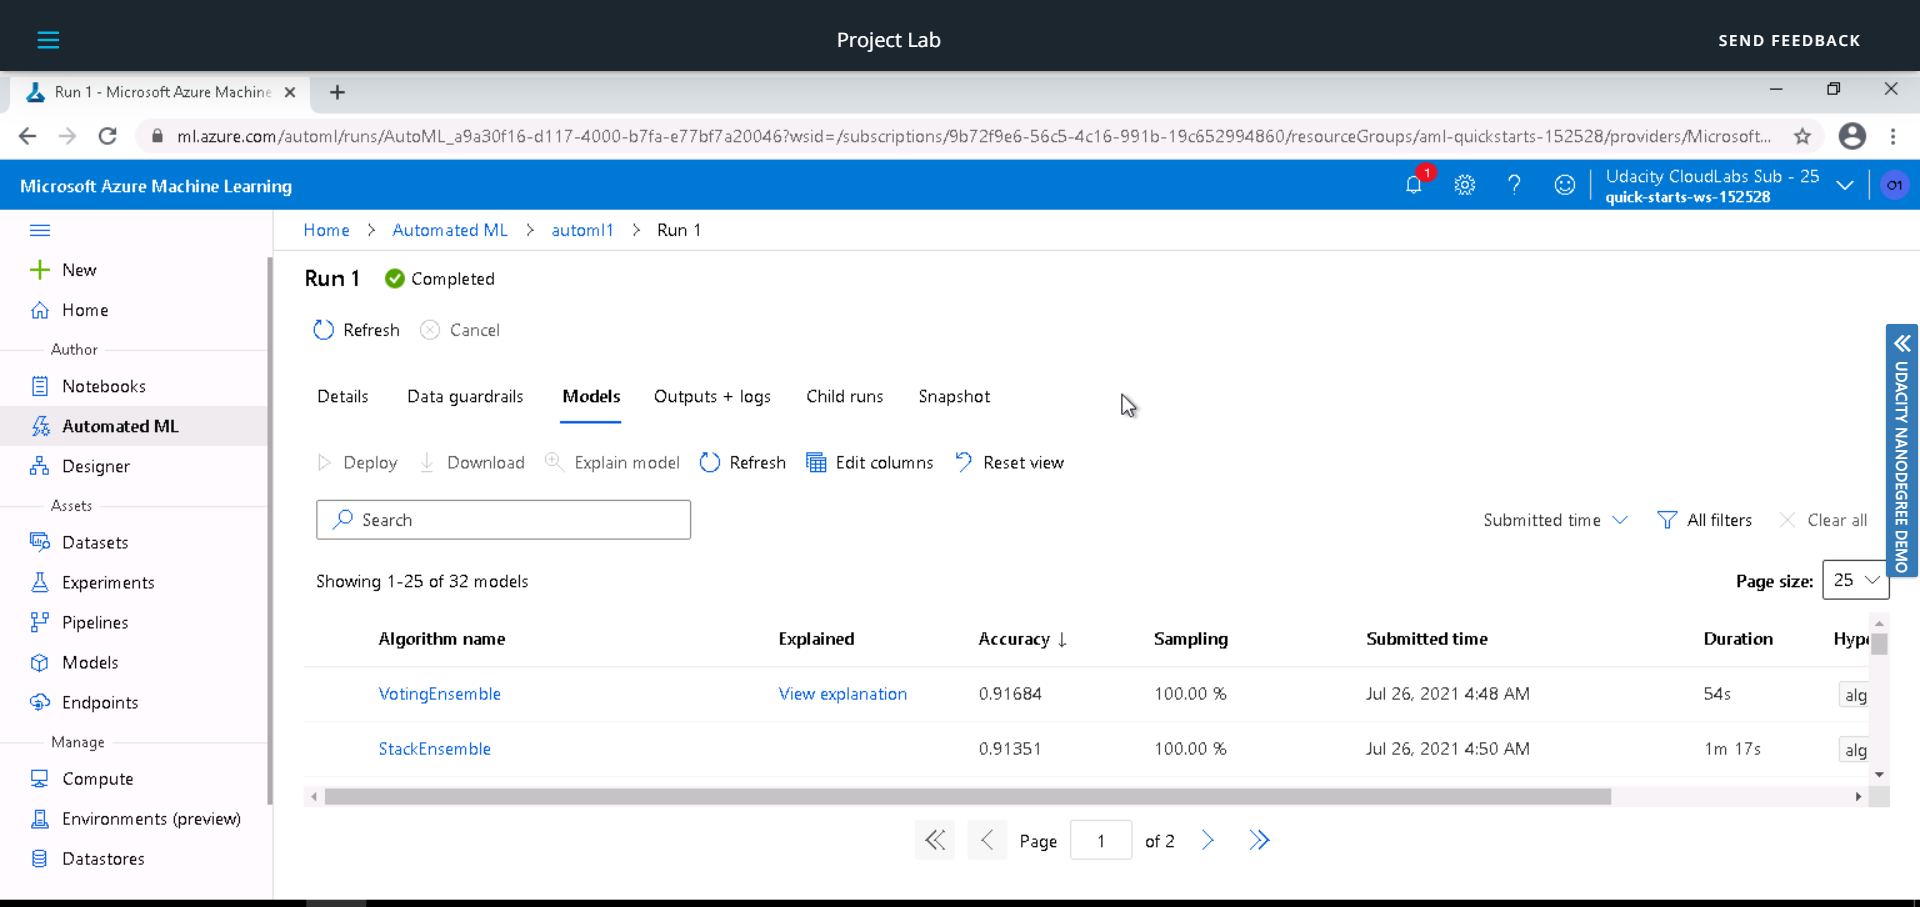 Project Lab
SEND FEEDBACK
Run 1 - Microsoft Azure Machine
ml.azure.com/automl/runs/AutoML_a9a30f16-d117-4000-b7fa-e77bf7a20046?wsid=/subscriptions/9b72f9e6-56c5-4c16-991b-19c652994860/resourceGroups/aml-quickstarts-152528/providers/Microsoft...
Microsoft Azure Machine Learning
1
Udacity CloudLabs Sub - 25
quick-starts-ws-152528
O1
Home > Automated ML > automl1 > Run 1
New
Home
Author
Notebooks
Automated ML
Designer
Assets
Datasets
Experiments
Pipelines
Models
Endpoints
Manage
Compute
Environments (preview)
Datastores
Run 1 Completed
Refresh Cancel
Details Data guardrails Models Outputs + logs Child runs Snapshot
Deploy Download Explain model Refresh Edit columns Reset view
Search
Submitted time All filters Clear all
Showing 1-25 of 32 models
Page size: 25
Algorithm name Explained Accuracy ↓ Sampling Submitted time Duration Hype
VotingEnsemble View explanation 0.91684 100.00 % Jul 26, 2021 4:48 AM 54s alg
StackEnsemble 0.91351 100.00 % Jul 26, 2021 4:50 AM 1m 17s alg
Page 1 of 2
UDACITY NANODEGREE DEMO